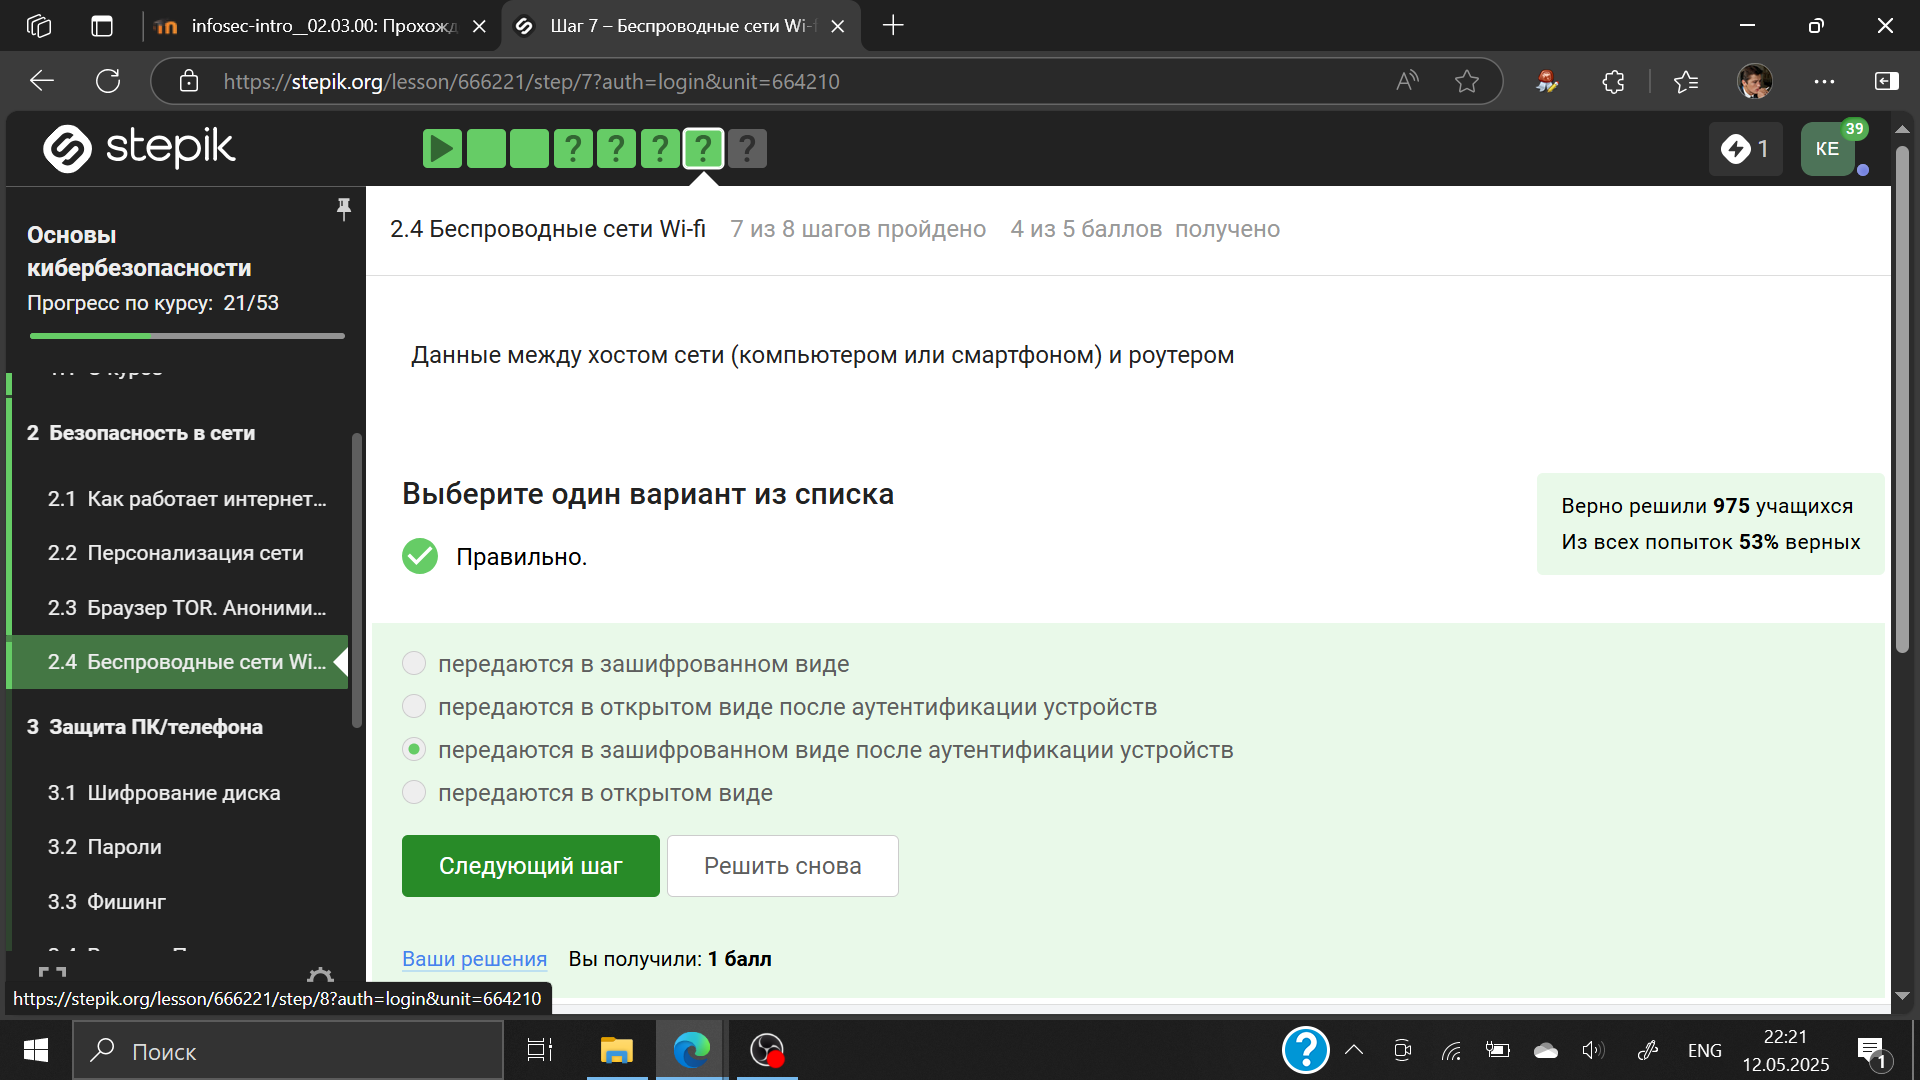 infosec-intro__02.03.00: Прохожд
Шаг 7 – Беспроводные сети Wi-f
https://stepik.org/lesson/666221/step/7?auth=login&unit=664210
stepik
? ? ? ? ?
1
KE
39
Основы
кибербезопасности
Прогресс по курсу: 21/53
2 Безопасность в сети
2.1 Как работает интернет...
2.2 Персонализация сети
2.3 Браузер TOR. Аноними...
2.4 Беспроводные сети Wi...
3 Защита ПК/телефона
3.1 Шифрование диска
3.2 Пароли
3.3 Фишинг
2.4 Беспроводные сети Wi-fi 7 из 8 шагов пройдено 4 из 5 баллов получено
Данные между хостом сети (компьютером или смартфоном) и роутером
Выберите один вариант из списка
Правильно.
Верно решили 975 учащихся
Из всех попыток 53% верных
передаются в зашифрованном виде
передаются в открытом виде после аутентификации устройств
передаются в зашифрованном виде после аутентификации устройств
передаются в открытом виде
Следующий шаг
Решить снова
Ваши решения Вы получили: 1 балл
https://stepik.org/lesson/666221/step/8?auth=login&unit=664210
Поиск
?
ENG
22:21
12.05.2025
1